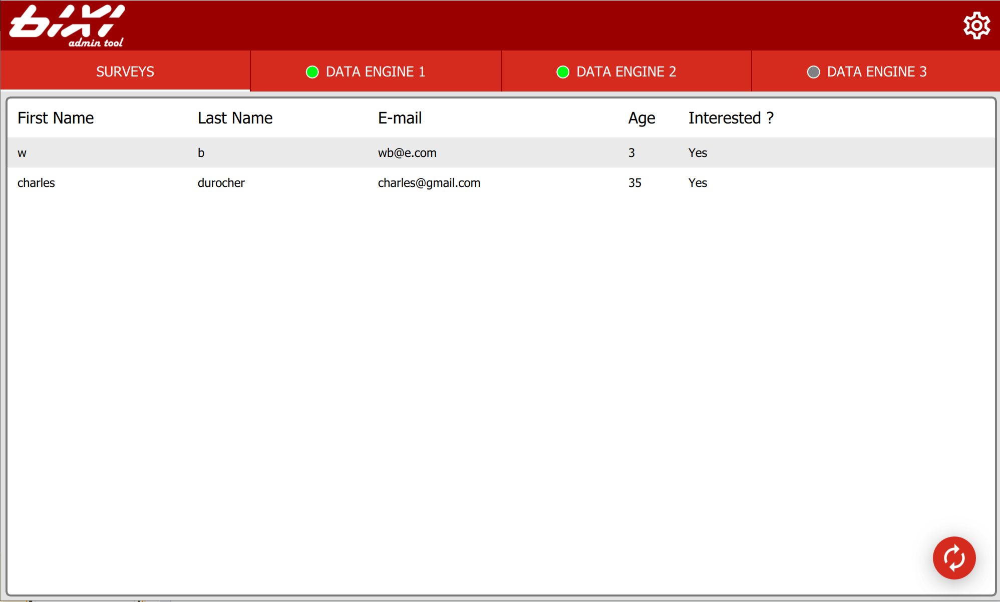 bixi
admin tool
SURVEYS DATA ENGINE 1 DATA ENGINE 2 DATA ENGINE 3
First Name Last Name E-mail Age Interested ?
w b wb@e.com 3 Yes
charles durocher charles@gmail.com 35 Yes